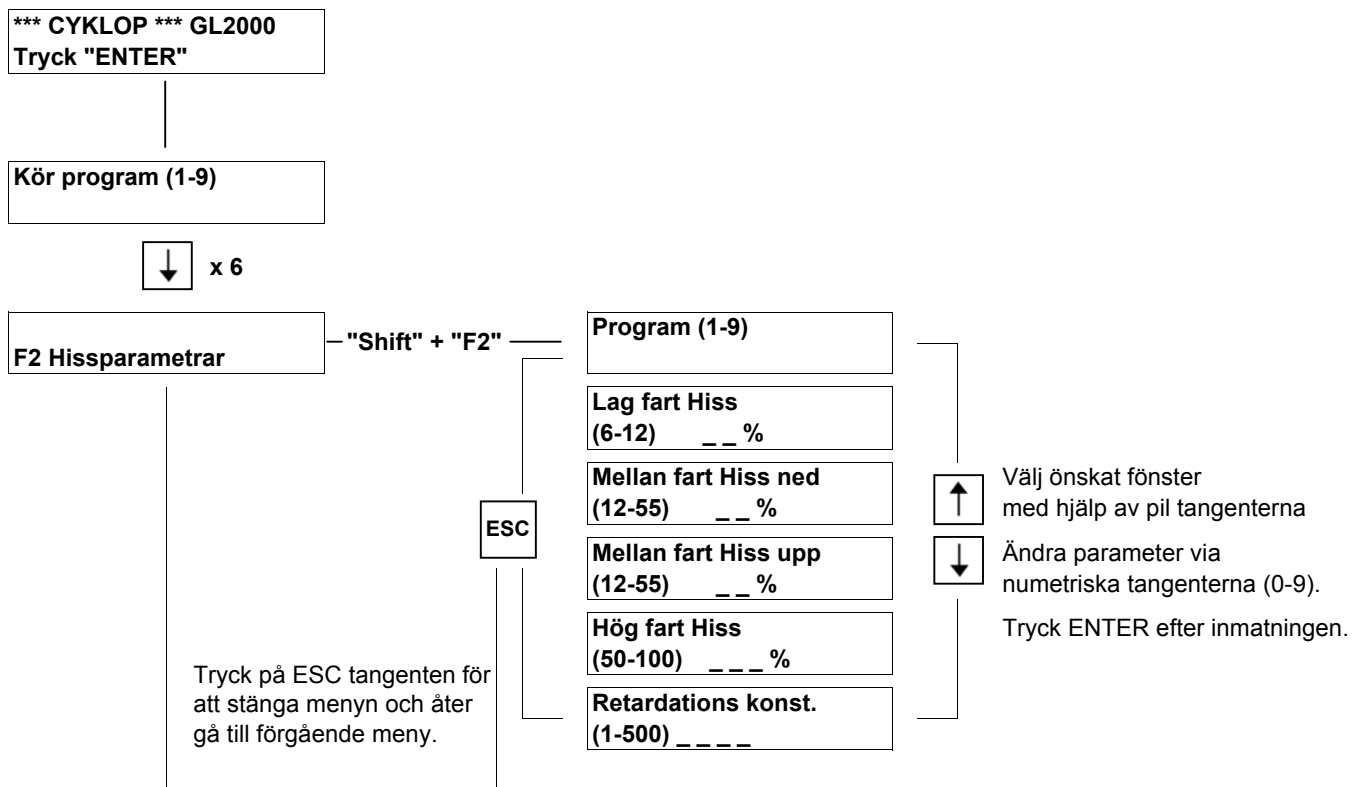 *** CYKLOP *** GL2000
Tryck "ENTER"
Kör program (1-9)
x 6
F2 Hissparametrar
"Shift" + "F2"
Program (1-9)
Lag fart Hiss
(6-12) _ _ %
Mellan fart Hiss ned
(12-55) _ _ %
ESC
Mellan fart Hiss upp
(12-55) _ _ %
Hög fart Hiss
(50-100) _ _ _ %
Retardations konst.
(1-500) _ _ _ _
Välj önskat fönster
med hjälp av pil tangenterna
Ändra parameter via
numetriska tangenterna (0-9).
Tryck ENTER efter inmatningen.
Tryck på ESC tangenten för
att stänga menyn och åter
gå till förgående meny.